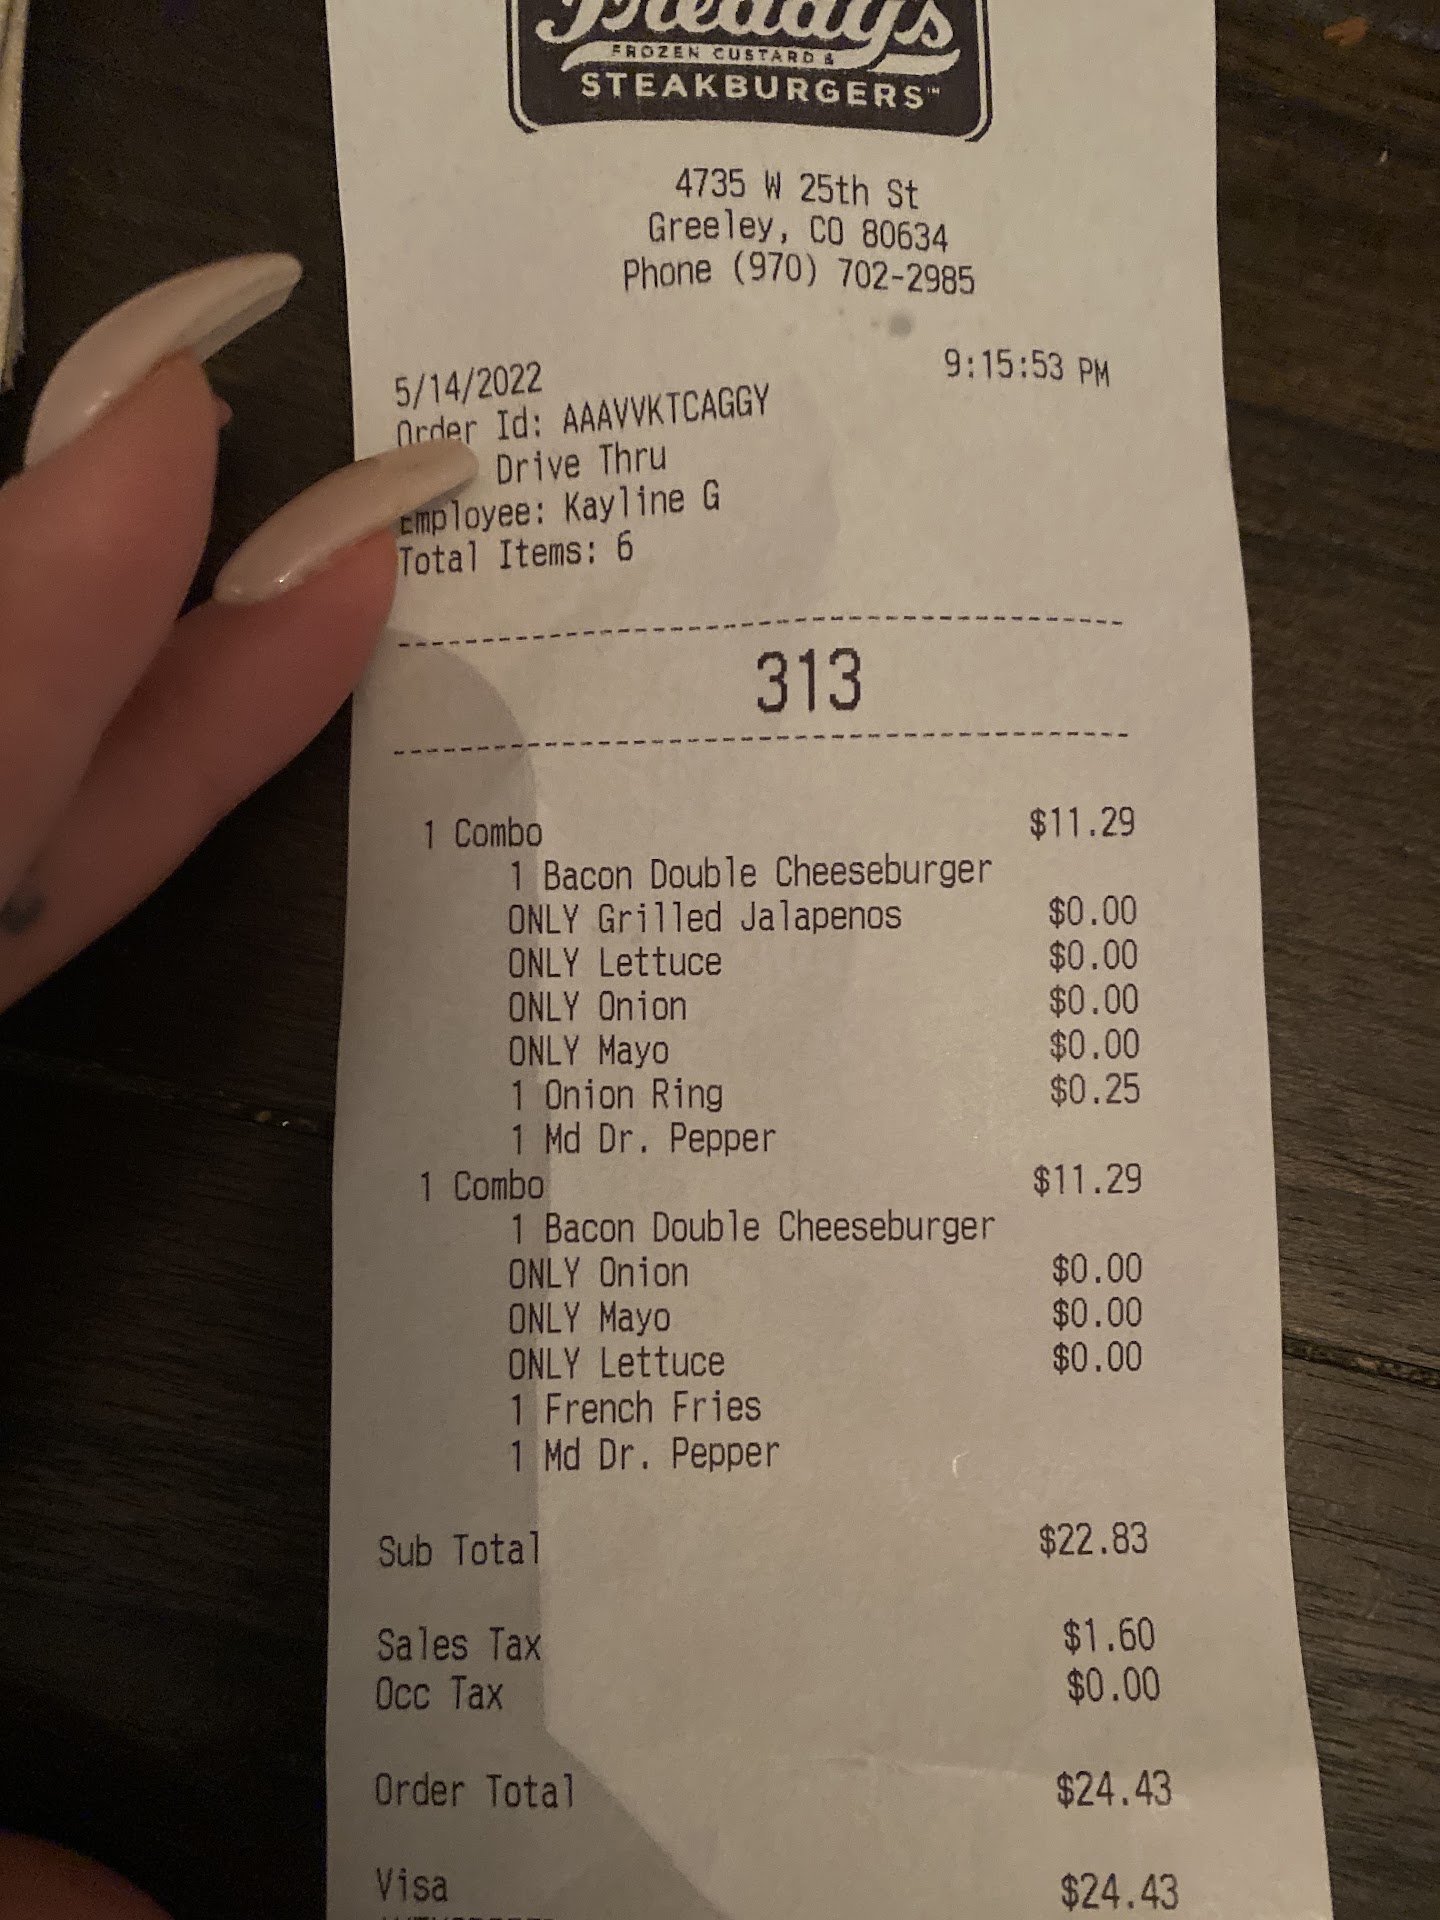 Freddy's
FROZEN CUSTARD &
STEAKBURGERS™
4735 W 25th St
Greeley, CO 80634
Phone (970) 702-2985
5/14/2022 9:15:53 PM
Order Id: AAAVVKTCAGGY
Drive Thru
Employee: Kayline G
Total Items: 6
313
1 Combo $11.29
1 Bacon Double Cheeseburger
ONLY Grilled Jalapenos $0.00
ONLY Lettuce $0.00
ONLY Onion $0.00
ONLY Mayo $0.00
1 Onion Ring $0.25
1 Md Dr. Pepper
1 Combo $11.29
1 Bacon Double Cheeseburger
ONLY Onion $0.00
ONLY Mayo $0.00
ONLY Lettuce $0.00
1 French Fries
1 Md Dr. Pepper
Sub Total $22.83
Sales Tax $1.60
Occ Tax $0.00
Order Total $24.43
Visa $24.43